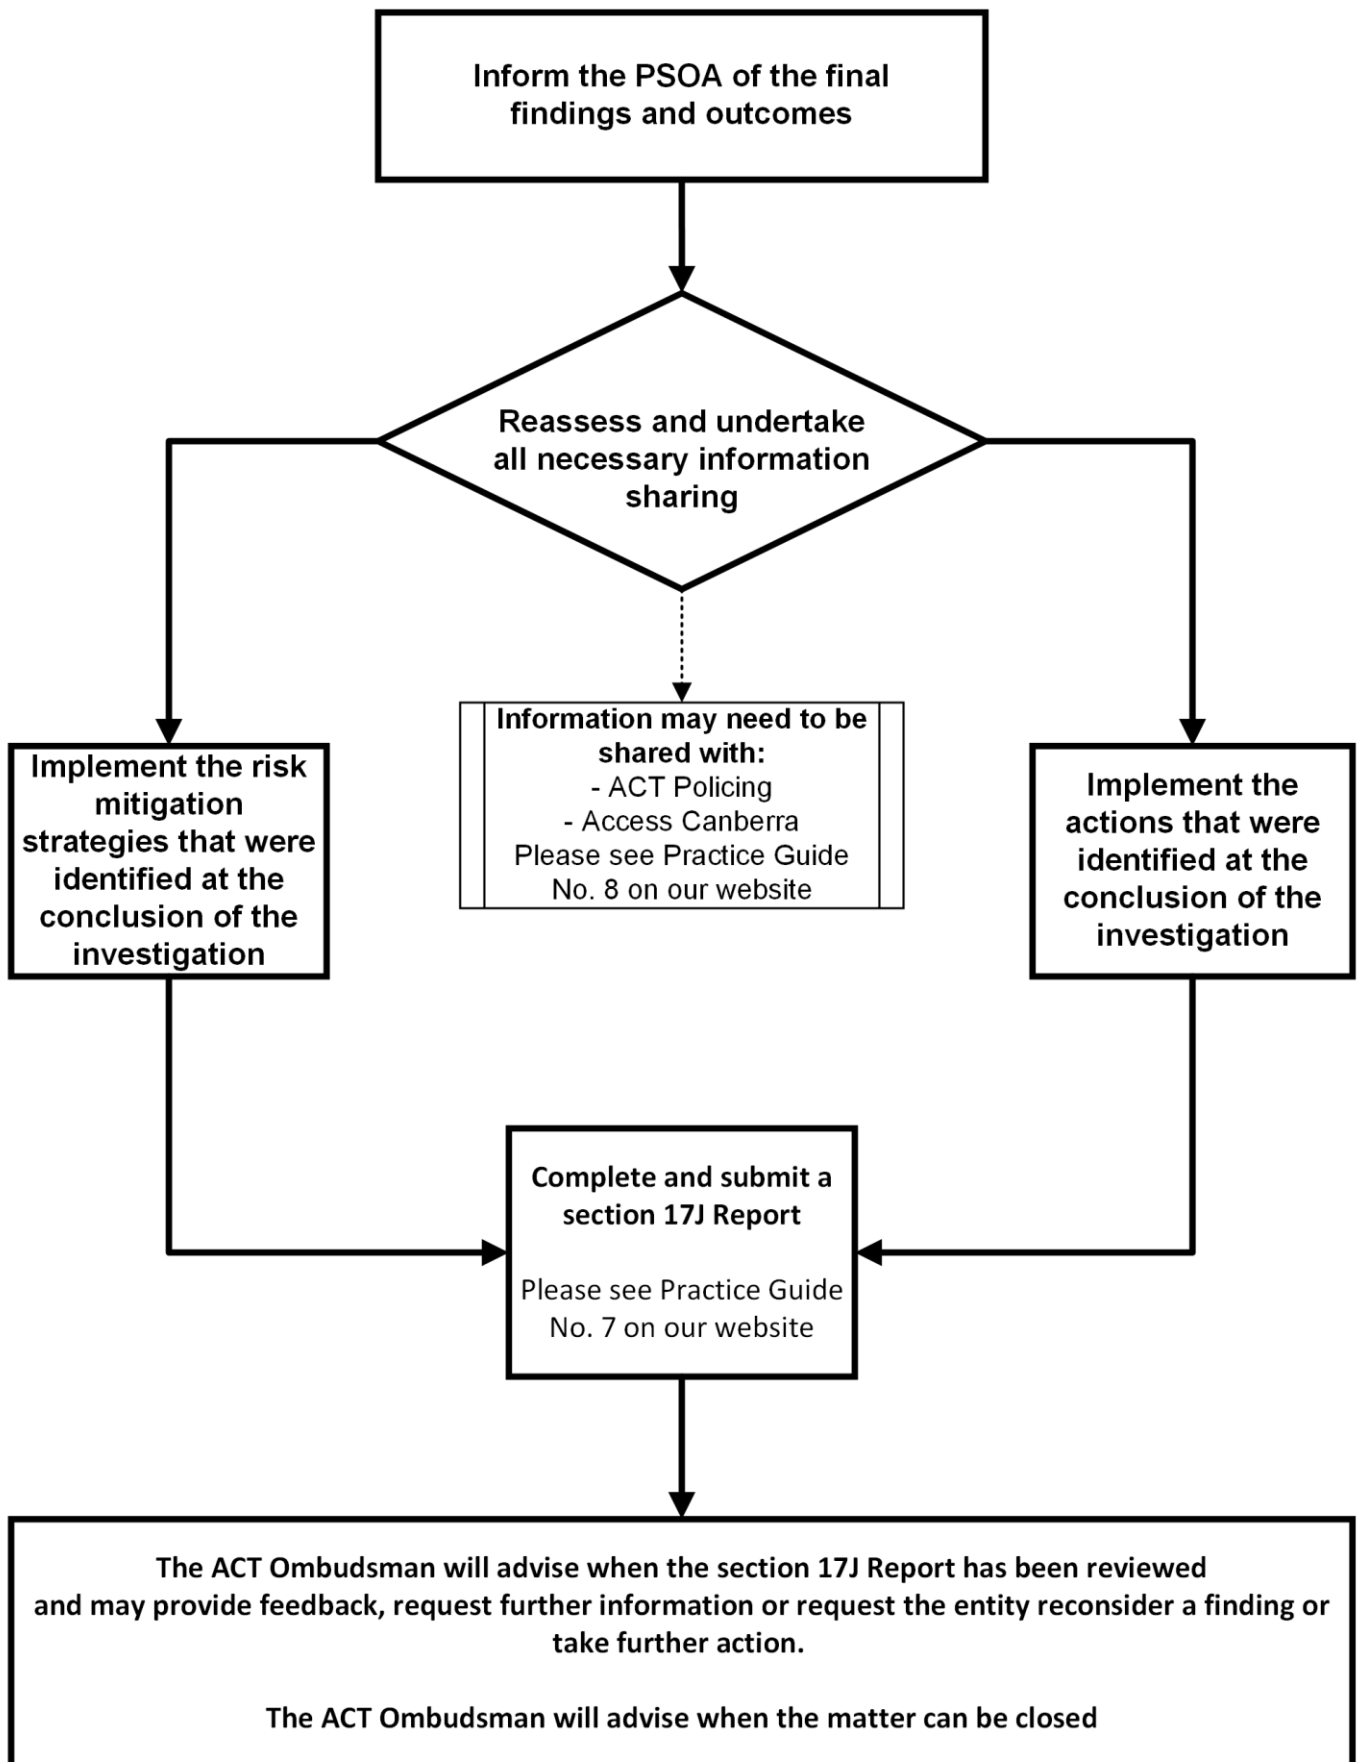 Inform the PSOA of the final
findings and outcomes
Reassess and undertake
all necessary information
sharing
Implement the risk
mitigation
strategies that were
identified at the
conclusion of the
investigation
Information may need to be
shared with:
- ACT Policing
- Access Canberra
Please see Practice Guide
No. 8 on our website
Implement the
actions that were
identified at the
conclusion of the
investigation
Complete and submit a
section 17J Report
Please see Practice Guide
No. 7 on our website
The ACT Ombudsman will advise when the section 17J Report has been reviewed
and may provide feedback, request further information or request the entity reconsider a finding or
take further action.
The ACT Ombudsman will advise when the matter can be closed